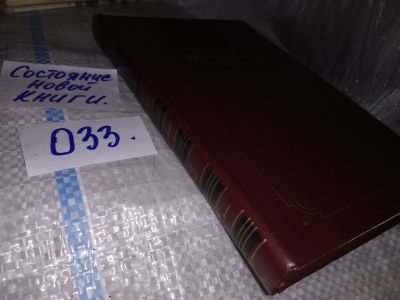 Состояние
новой
книги.
033.